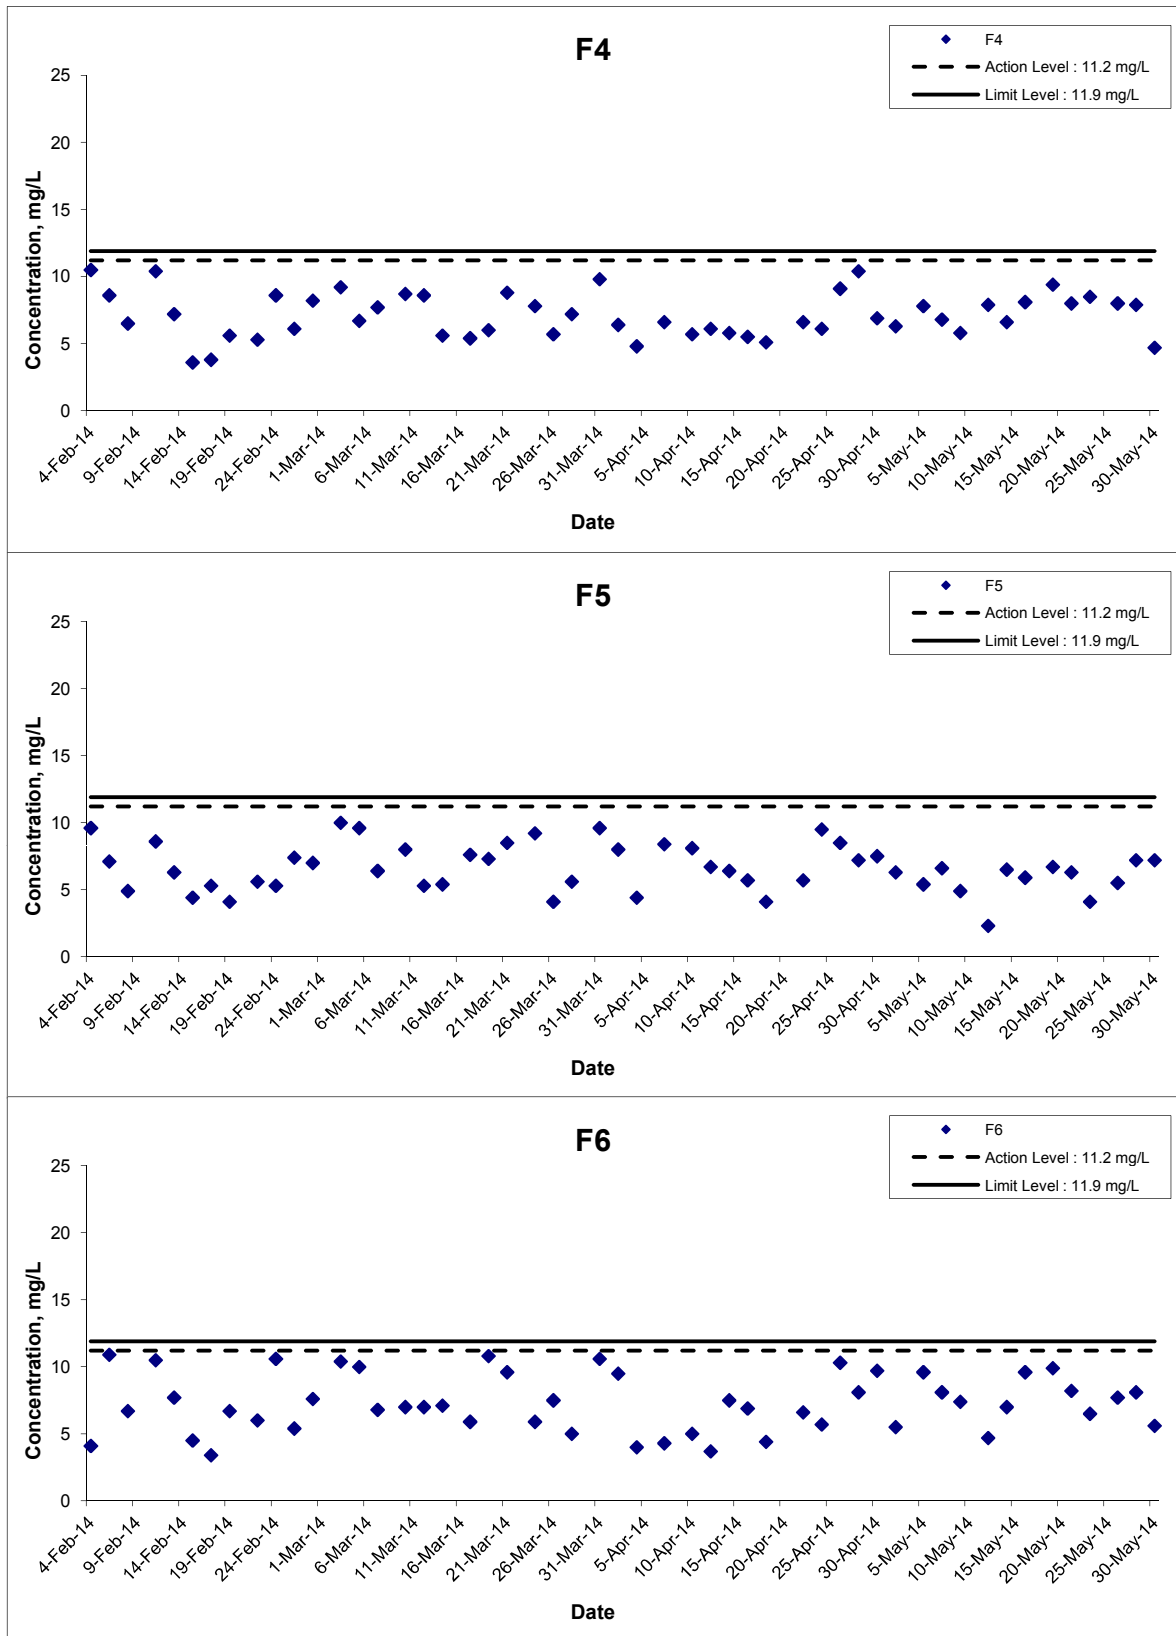 F4
F4
Action Level : 11.2 mg/L
Limit Level : 11.9 mg/L
25
20
15
10
5
0
Concentration, mg/L
4-Feb-14
9-Feb-14
14-Feb-14
19-Feb-14
24-Feb-14
1-Mar-14
6-Mar-14
11-Mar-14
16-Mar-14
21-Mar-14
26-Mar-14
31-Mar-14
5-Apr-14
10-Apr-14
15-Apr-14
20-Apr-14
25-Apr-14
30-Apr-14
5-May-14
10-May-14
15-May-14
20-May-14
25-May-14
30-May-14
Date
F5
F5
Action Level : 11.2 mg/L
Limit Level : 11.9 mg/L
25
20
15
10
5
0
Concentration, mg/L
4-Feb-14
9-Feb-14
14-Feb-14
19-Feb-14
24-Feb-14
1-Mar-14
6-Mar-14
11-Mar-14
16-Mar-14
21-Mar-14
26-Mar-14
31-Mar-14
5-Apr-14
10-Apr-14
15-Apr-14
20-Apr-14
25-Apr-14
30-Apr-14
5-May-14
10-May-14
15-May-14
20-May-14
25-May-14
30-May-14
Date
F6
F6
Action Level : 11.2 mg/L
Limit Level : 11.9 mg/L
25
20
15
10
5
0
Concentration, mg/L
4-Feb-14
9-Feb-14
14-Feb-14
19-Feb-14
24-Feb-14
1-Mar-14
6-Mar-14
11-Mar-14
16-Mar-14
21-Mar-14
26-Mar-14
31-Mar-14
5-Apr-14
10-Apr-14
15-Apr-14
20-Apr-14
25-Apr-14
30-Apr-14
5-May-14
10-May-14
15-May-14
20-May-14
25-May-14
30-May-14
Date